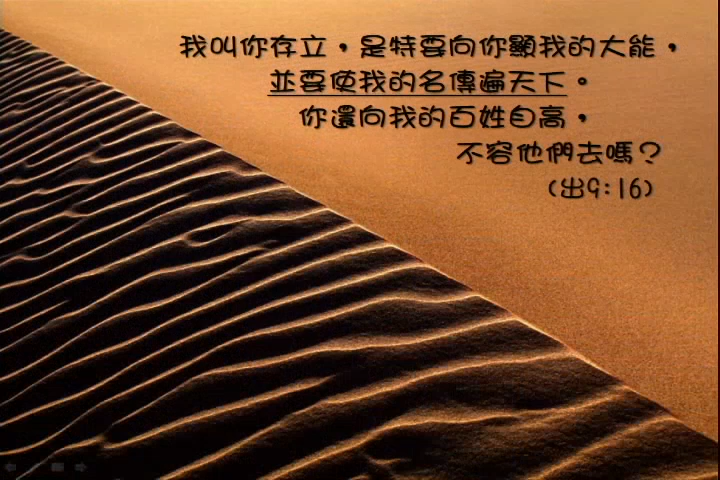 我叫你存立，是特要向你顯我的大能，
並要使我的名傳遍天下。
你還向我的百姓自高，
不容他們去嗎？
(出9:16)